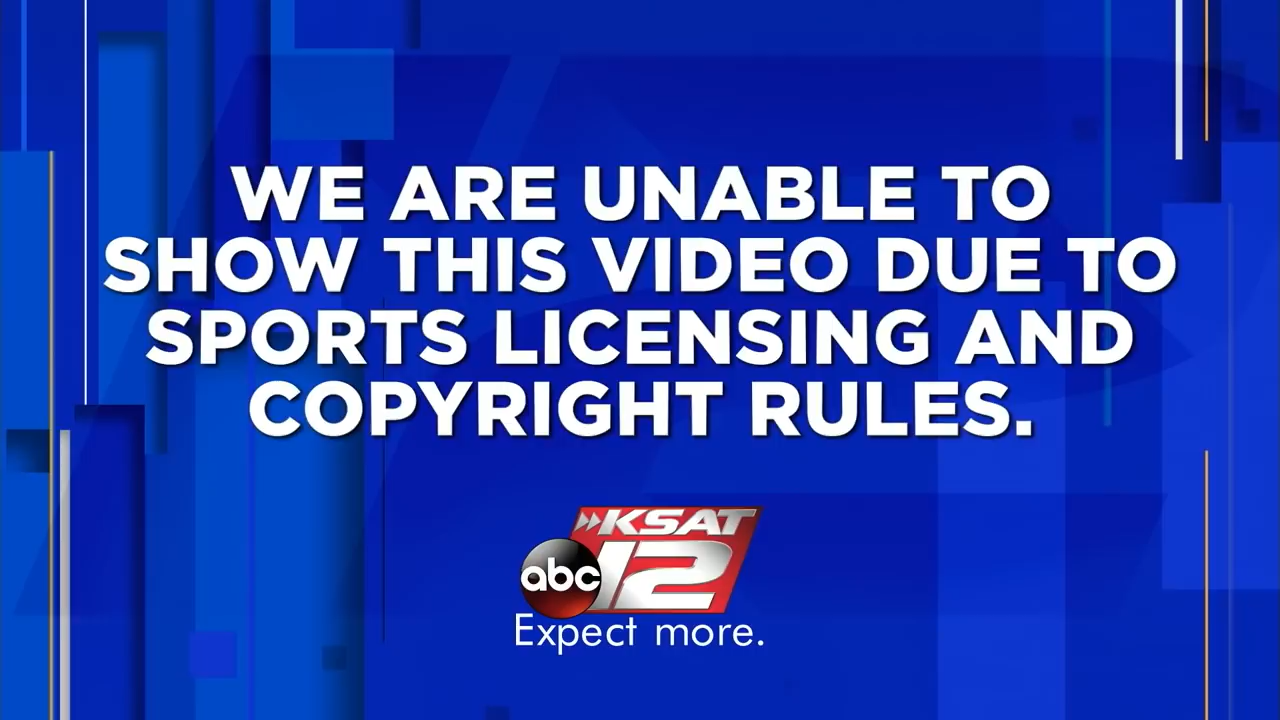 WE ARE UNABLE TO
SHOW THIS VIDEO DUE TO
SPORTS LICENSING AND
COPYRIGHT RULES.
KSAT
abc 12
Expect more.